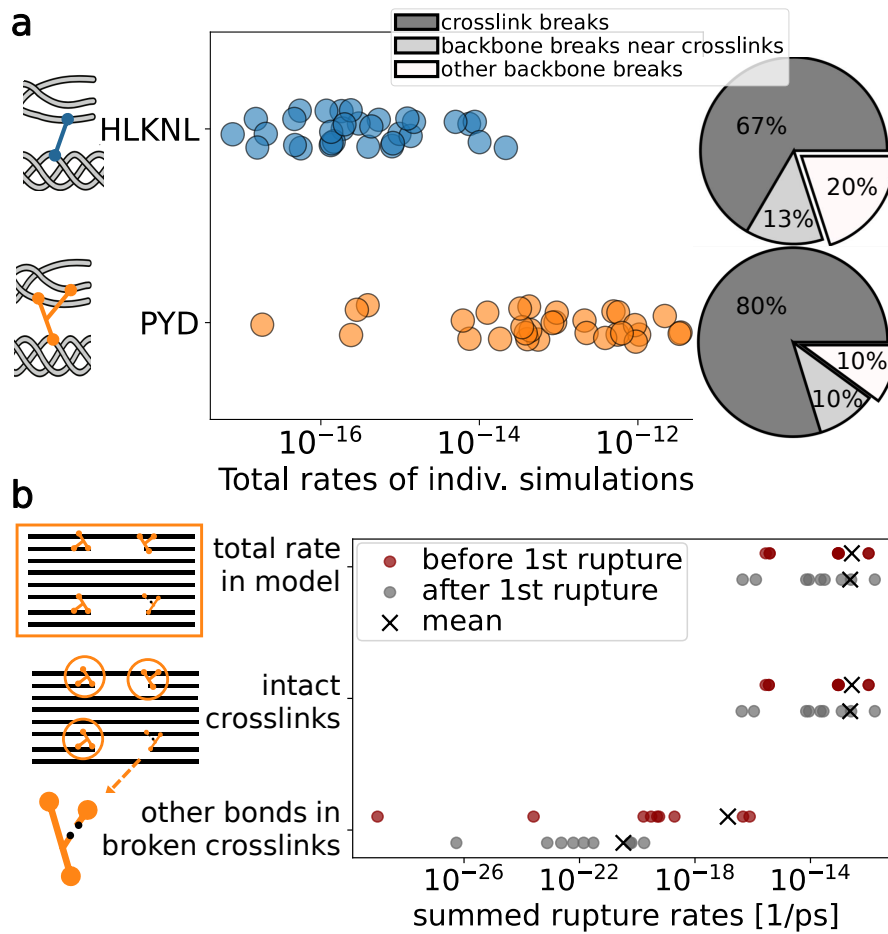 a
crosslink breaks
backbone breaks near crosslinks
other backbone breaks
HLKNL
67%
20%
13%
PYD
80%
10%
10%
10⁻¹⁶
10⁻¹⁴
10⁻¹²
Total rates of indiv. simulations
b
total rate
in model
before 1st rupture
after 1st rupture
mean
intact
crosslinks
other bonds in
broken crosslinks
10⁻²⁶
10⁻²²
10⁻¹⁸
10⁻¹⁴
summed rupture rates [1/ps]